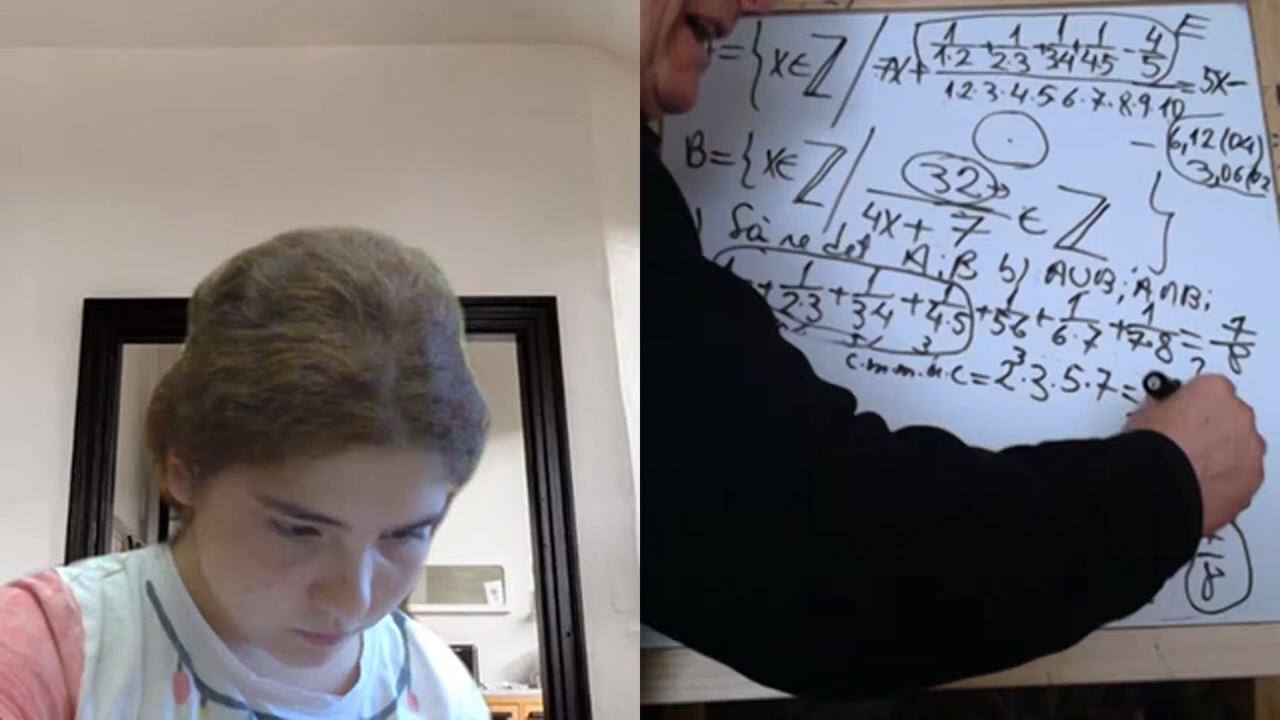 = { x ∈ ℤ / -7x + (1/1·2 + 1/2·3 + 1/3·4 + 1/4·5 - 4/5) / 1·2·3·4·5·6·7·8·9·10 = 5x -
- 6,12(04)
3,06(02
B = { x ∈ ℤ / 32 / 4x + 7 ∈ ℤ }
Să se det A; B b) A∪B; A∩B;
+ 1/2·3 + 1/3·4 + 1/4·5 + 1/5·6 + 1/6·7 + 1/7·8 = 7/8
c.m.m.m.c = 2³·3·5·7 =
8